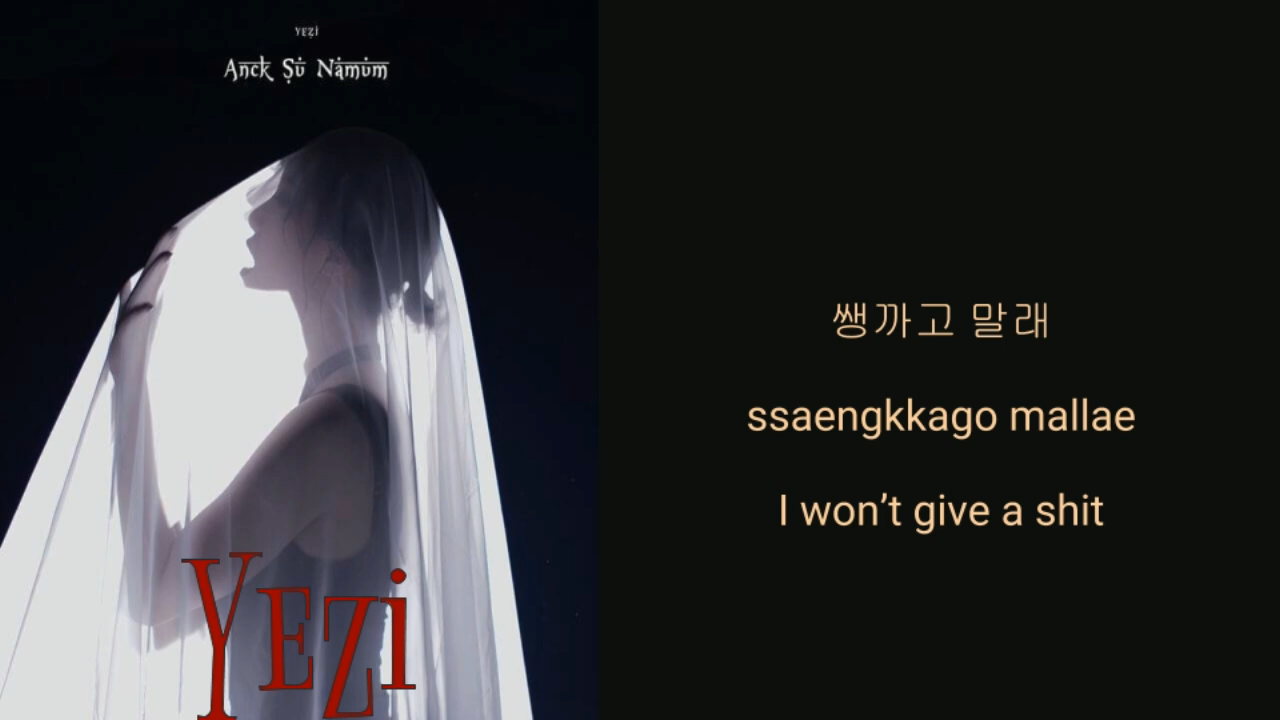 YEZi
Anck Su Namum
YEZi
쌩까고 말래
ssaengkkago mallae
I won’t give a shit